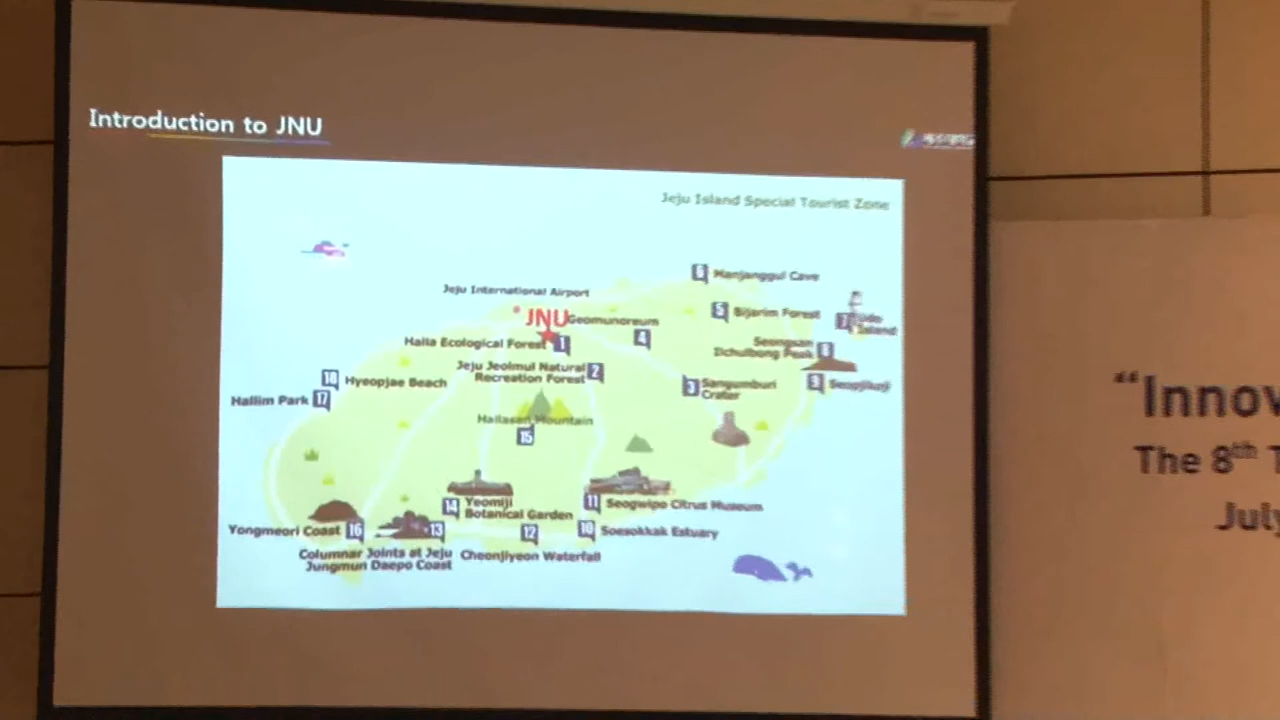 Introduction to JNU
Jeju Island Special Tourist Zone
6 Manjanggul Cave
Jeju International Airport
5 Bijarim Forest
JNU
Geomunoreum
4
Island
Halla Ecological Forest 1
Seongsan
Ilchulbong Peak
Jeju Jeolmul Natural 2
Recreation Forest
18 Hyeopjae Beach
3 Sangumburi
Crater
Seopjikoji
Hallim Park 17
Hallasan Mountain
15
14 Yeomiji
Botanical Garden
11 Seogwipo Citrus Museum
Yongmeori Coast 16
13
12
10 Soesokkak Estuary
Columnar Joints at Jeju
Jungmun Daepo Coast
Cheonjiyeon Waterfall
“Innov
The 8th T
July